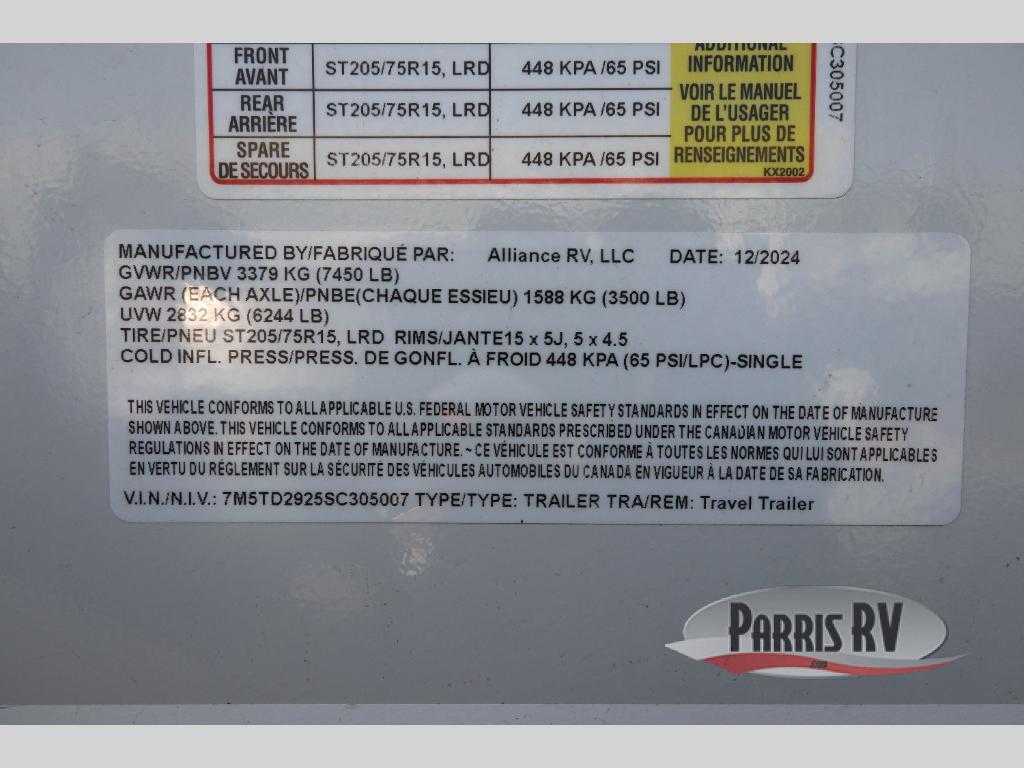 FRONT
AVANT
ST205/75R15, LRD
448 KPA /65 PSI
REAR
ARRIÈRE
ST205/75R15, LRD
448 KPA /65 PSI
SPARE
DE SECOURS
ST205/75R15, LRD
448 KPA /65 PSI
ADDITIONAL
INFORMATION
VOIR LE MANUEL
DE L'USAGER
POUR PLUS DE
RENSEIGNEMENTS
KX2002
C305007
MANUFACTURED BY/FABRIQUÉ PAR: Alliance RV, LLC DATE: 12/2024
GVWR/PNBV 3379 KG (7450 LB)
GAWR (EACH AXLE)/PNBE(CHAQUE ESSIEU) 1588 KG (3500 LB)
UVW 2832 KG (6244 LB)
TIRE/PNEU ST205/75R15, LRD RIMS/JANTE15 x 5J, 5 x 4.5
COLD INFL. PRESS/PRESS. DE GONFL. À FROID 448 KPA (65 PSI/LPC)-SINGLE
THIS VEHICLE CONFORMS TO ALL APPLICABLE U.S. FEDERAL MOTOR VEHICLE SAFETY STANDARDS IN EFFECT ON THE DATE OF MANUFACTURE
SHOWN ABOVE. THIS VEHICLE CONFORMS TO ALL APPLICABLE STANDARDS PRESCRIBED UNDER THE CANADIAN MOTOR VEHICLE SAFETY
REGULATIONS IN EFFECT ON THE DATE OF MANUFACTURE. ~ CE VÉHICULE EST CONFORME À TOUTES LES NORMES QUI LUI SONT APPLICABLES
EN VERTU DU RÉGLEMENT SUR LA SÉCURITÉ DES VÉHICULES AUTOMOBILES DU CANADA EN VIGUEUR À LA DATE DE SA FABRICATION.
V.I.N./N.I.V.: 7M5TD2925SC305007 TYPE/TYPE: TRAILER TRA/REM: Travel Trailer
PARRIS RV
.com